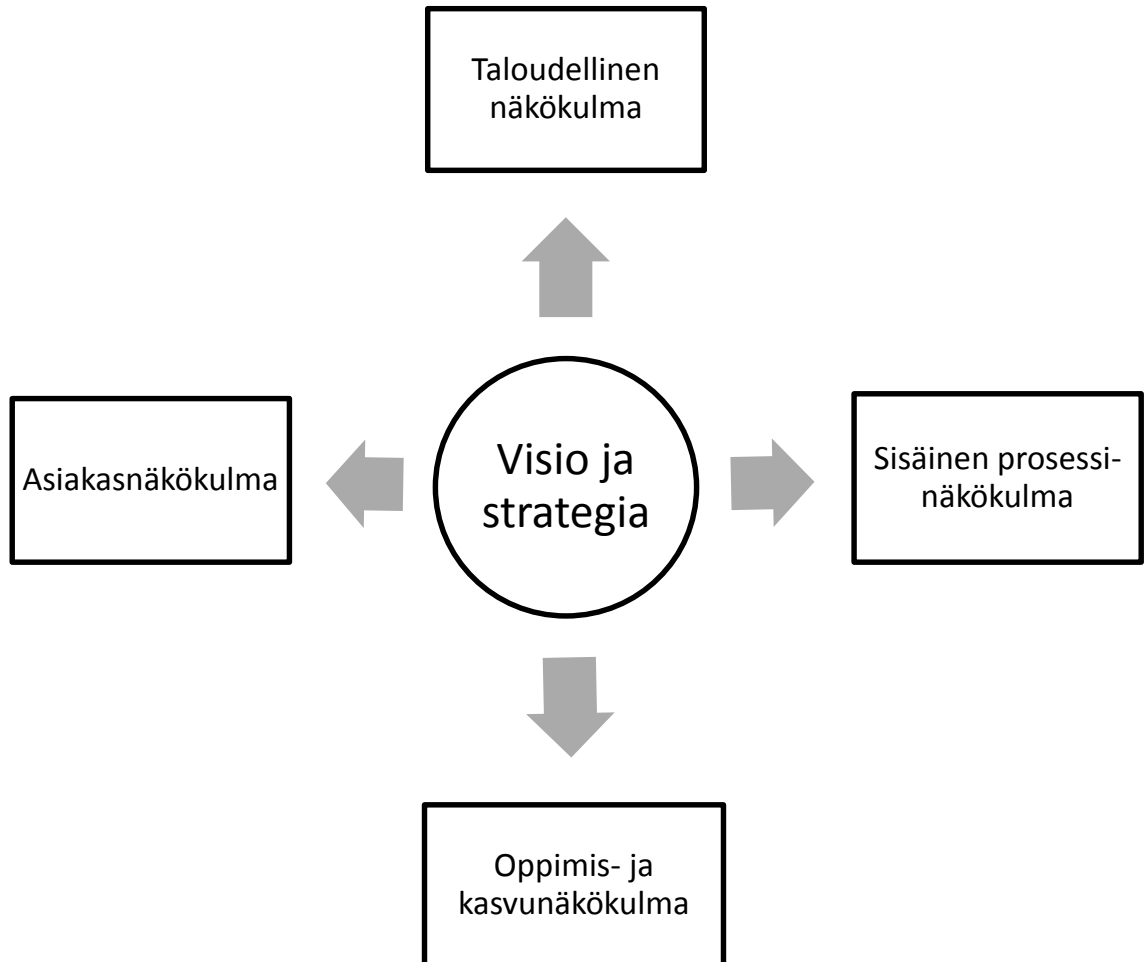 Taloudellinen
näkökulma
Asiakasnäkökulma
Visio ja
strategia
Sisäinen prosessi-
näkökulma
Oppimis- ja
kasvunäkökulma